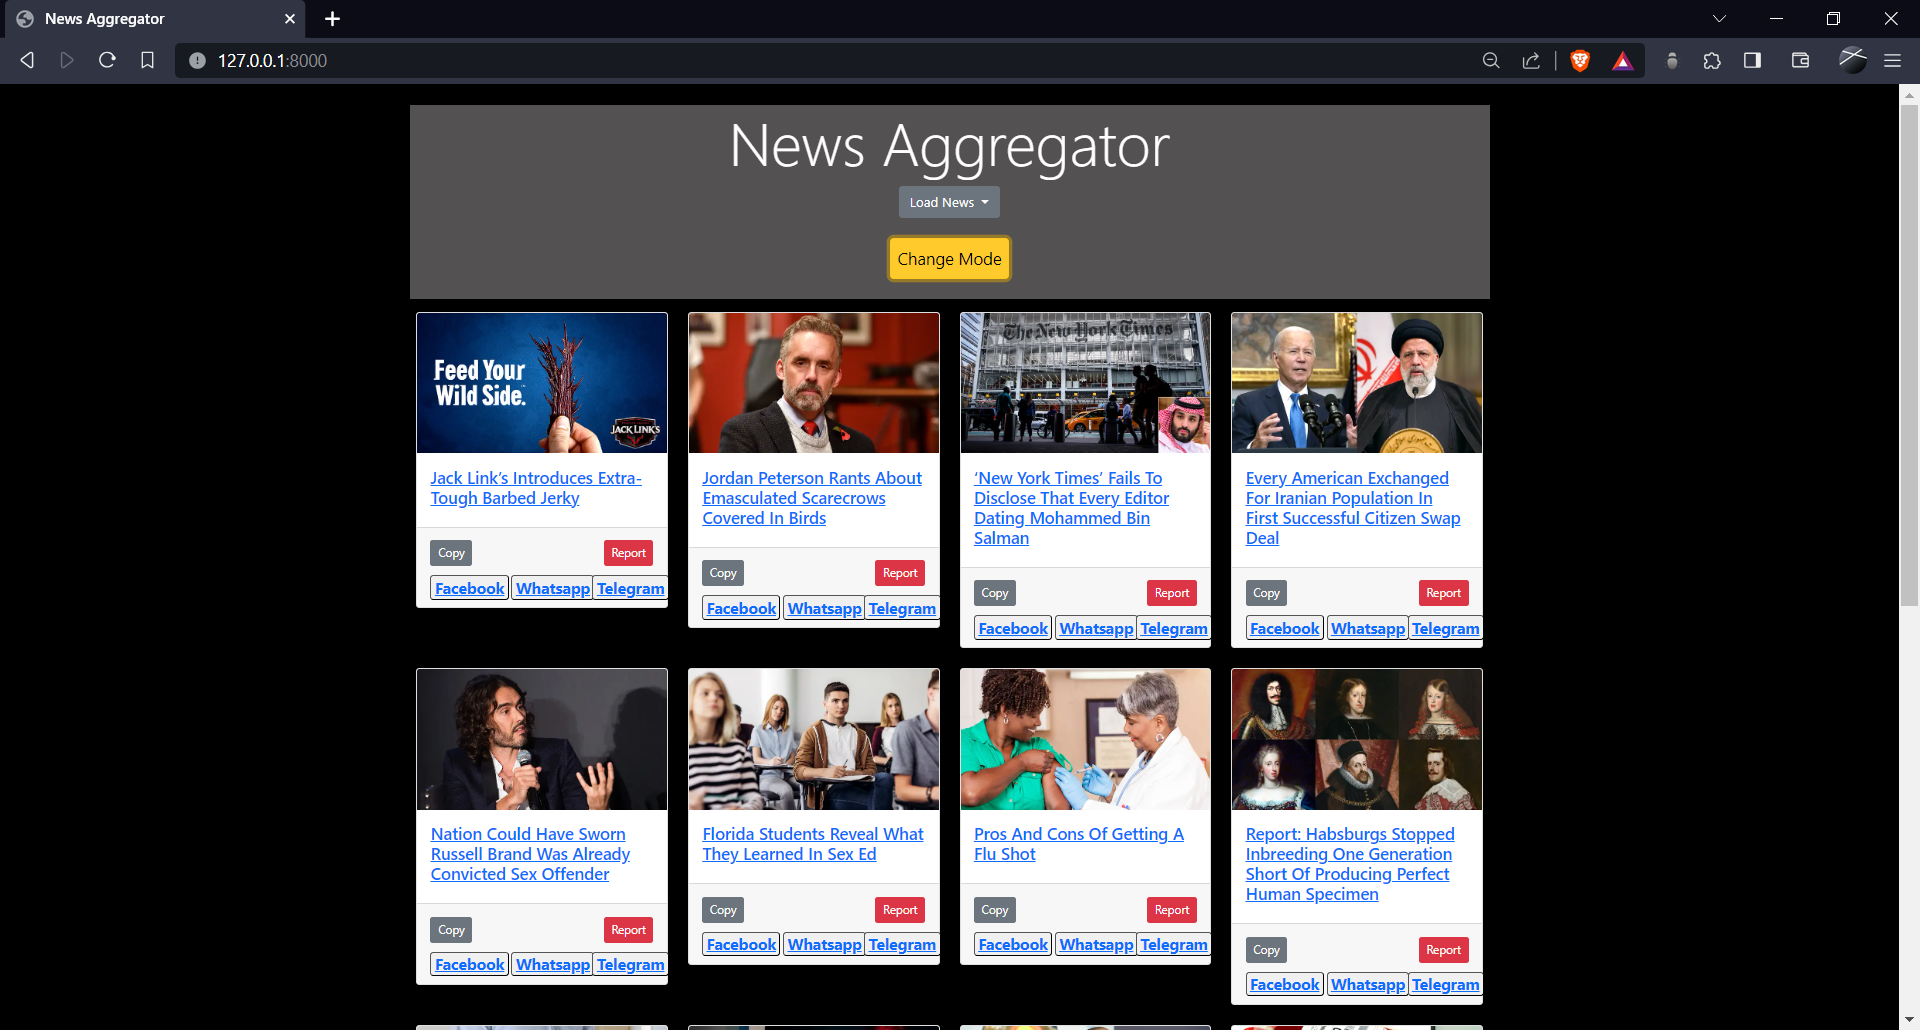 News Aggregator
127.0.0.1:8000
News Aggregator
Load News
Change Mode
Feed Your
Wild Side.
JACK LINK'S
The New York Times
Jack Link’s Introduces Extra-
Tough Barbed Jerky
Copy
Report
Facebook Whatsapp Telegram
Jordan Peterson Rants About
Emasculated Scarecrows
Covered In Birds
Copy
Report
Facebook Whatsapp Telegram
‘New York Times’ Fails To
Disclose That Every Editor
Dating Mohammed Bin
Salman
Copy
Report
Facebook Whatsapp Telegram
Every American Exchanged
For Iranian Population In
First Successful Citizen Swap
Deal
Copy
Report
Facebook Whatsapp Telegram
Nation Could Have Sworn
Russell Brand Was Already
Convicted Sex Offender
Copy
Report
Facebook Whatsapp Telegram
Florida Students Reveal What
They Learned In Sex Ed
Copy
Report
Facebook Whatsapp Telegram
Pros And Cons Of Getting A
Flu Shot
Copy
Report
Facebook Whatsapp Telegram
Report: Habsburgs Stopped
Inbreeding One Generation
Short Of Producing Perfect
Human Specimen
Copy
Report
Facebook Whatsapp Telegram